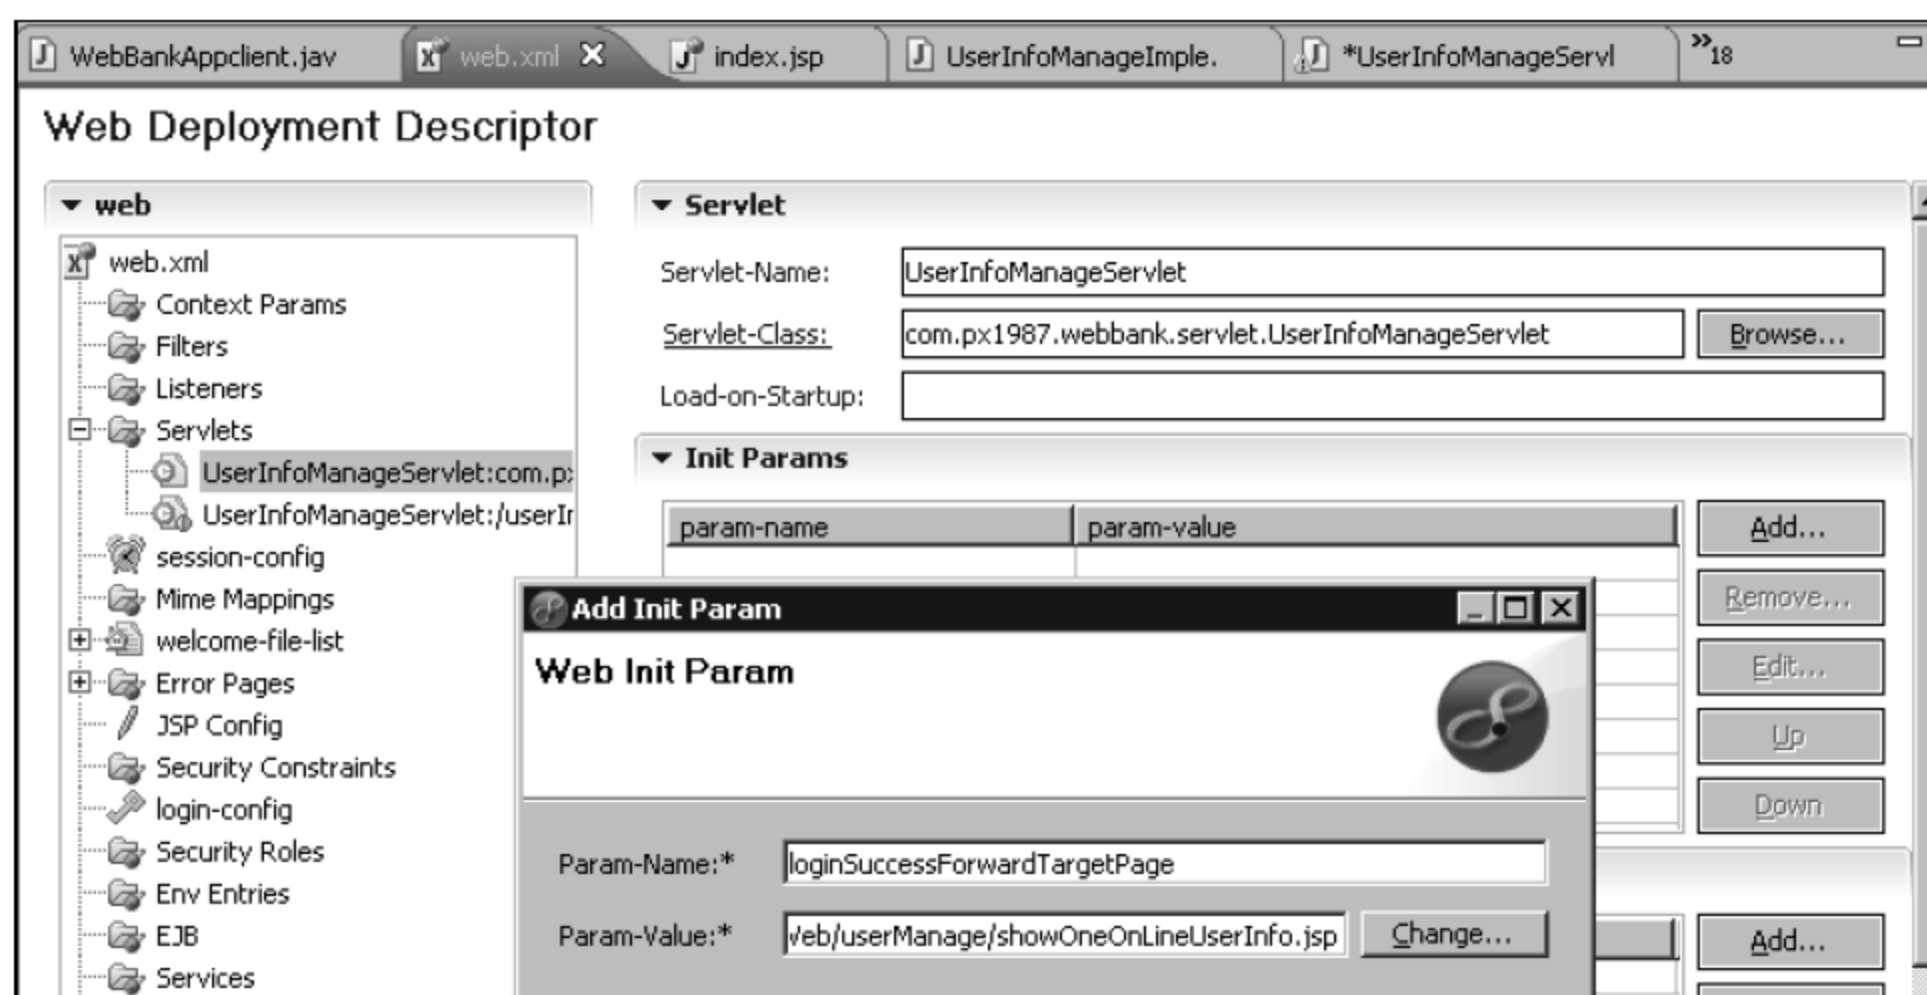 WebBankAppclient.jav web.xml index.jsp UserInfoManageImple. *UserInfoManageServl »18
Web Deployment Descriptor
web
web.xml
Context Params
Filters
Listeners
Servlets
UserInfoManageServlet:com.px
UserInfoManageServlet:/userIn
session-config
Mime Mappings
welcome-file-list
Error Pages
JSP Config
Security Constraints
login-config
Security Roles
Env Entries
EJB
Services
Servlet
Servlet-Name: UserInfoManageServlet
Servlet-Class: com.px1987.webbank.servlet.UserInfoManageServlet Browse...
Load-on-Startup:
Init Params
param-name param-value
Add...
Remove...
Edit...
Up
Down
Add...
Add Init Param
Web Init Param
Param-Name:* loginSuccessForwardTargetPage
Param-Value:* Web/userManage/showOneOnLineUserInfo.jsp Change...